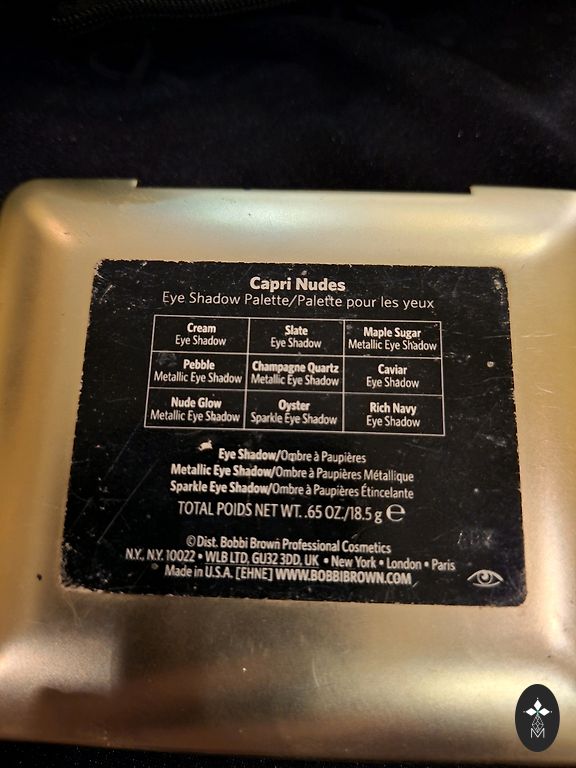 Capri Nudes
Eye Shadow Palette/Palette pour les yeux
Cream
Eye Shadow
Slate
Eye Shadow
Maple Sugar
Metallic Eye Shadow
Pebble
Metallic Eye Shadow
Champagne Quartz
Metallic Eye Shadow
Caviar
Eye Shadow
Nude Glow
Metallic Eye Shadow
Oyster
Sparkle Eye Shadow
Rich Navy
Eye Shadow
Eye Shadow/Ombre à Paupières
Metallic Eye Shadow/Ombre à Paupières Métallique
Sparkle Eye Shadow/Ombre à Paupières Étincelante
TOTAL POIDS NET WT. .65 OZ./18.5 g ℮
© Dist. Bobbi Brown Professional Cosmetics
N.Y., N.Y. 10022 • WLB LTD, GU32 3DD, UK • New York • London • Paris
Made in U.S.A. [EHNE] WWW.BOBBIBROWN.COM